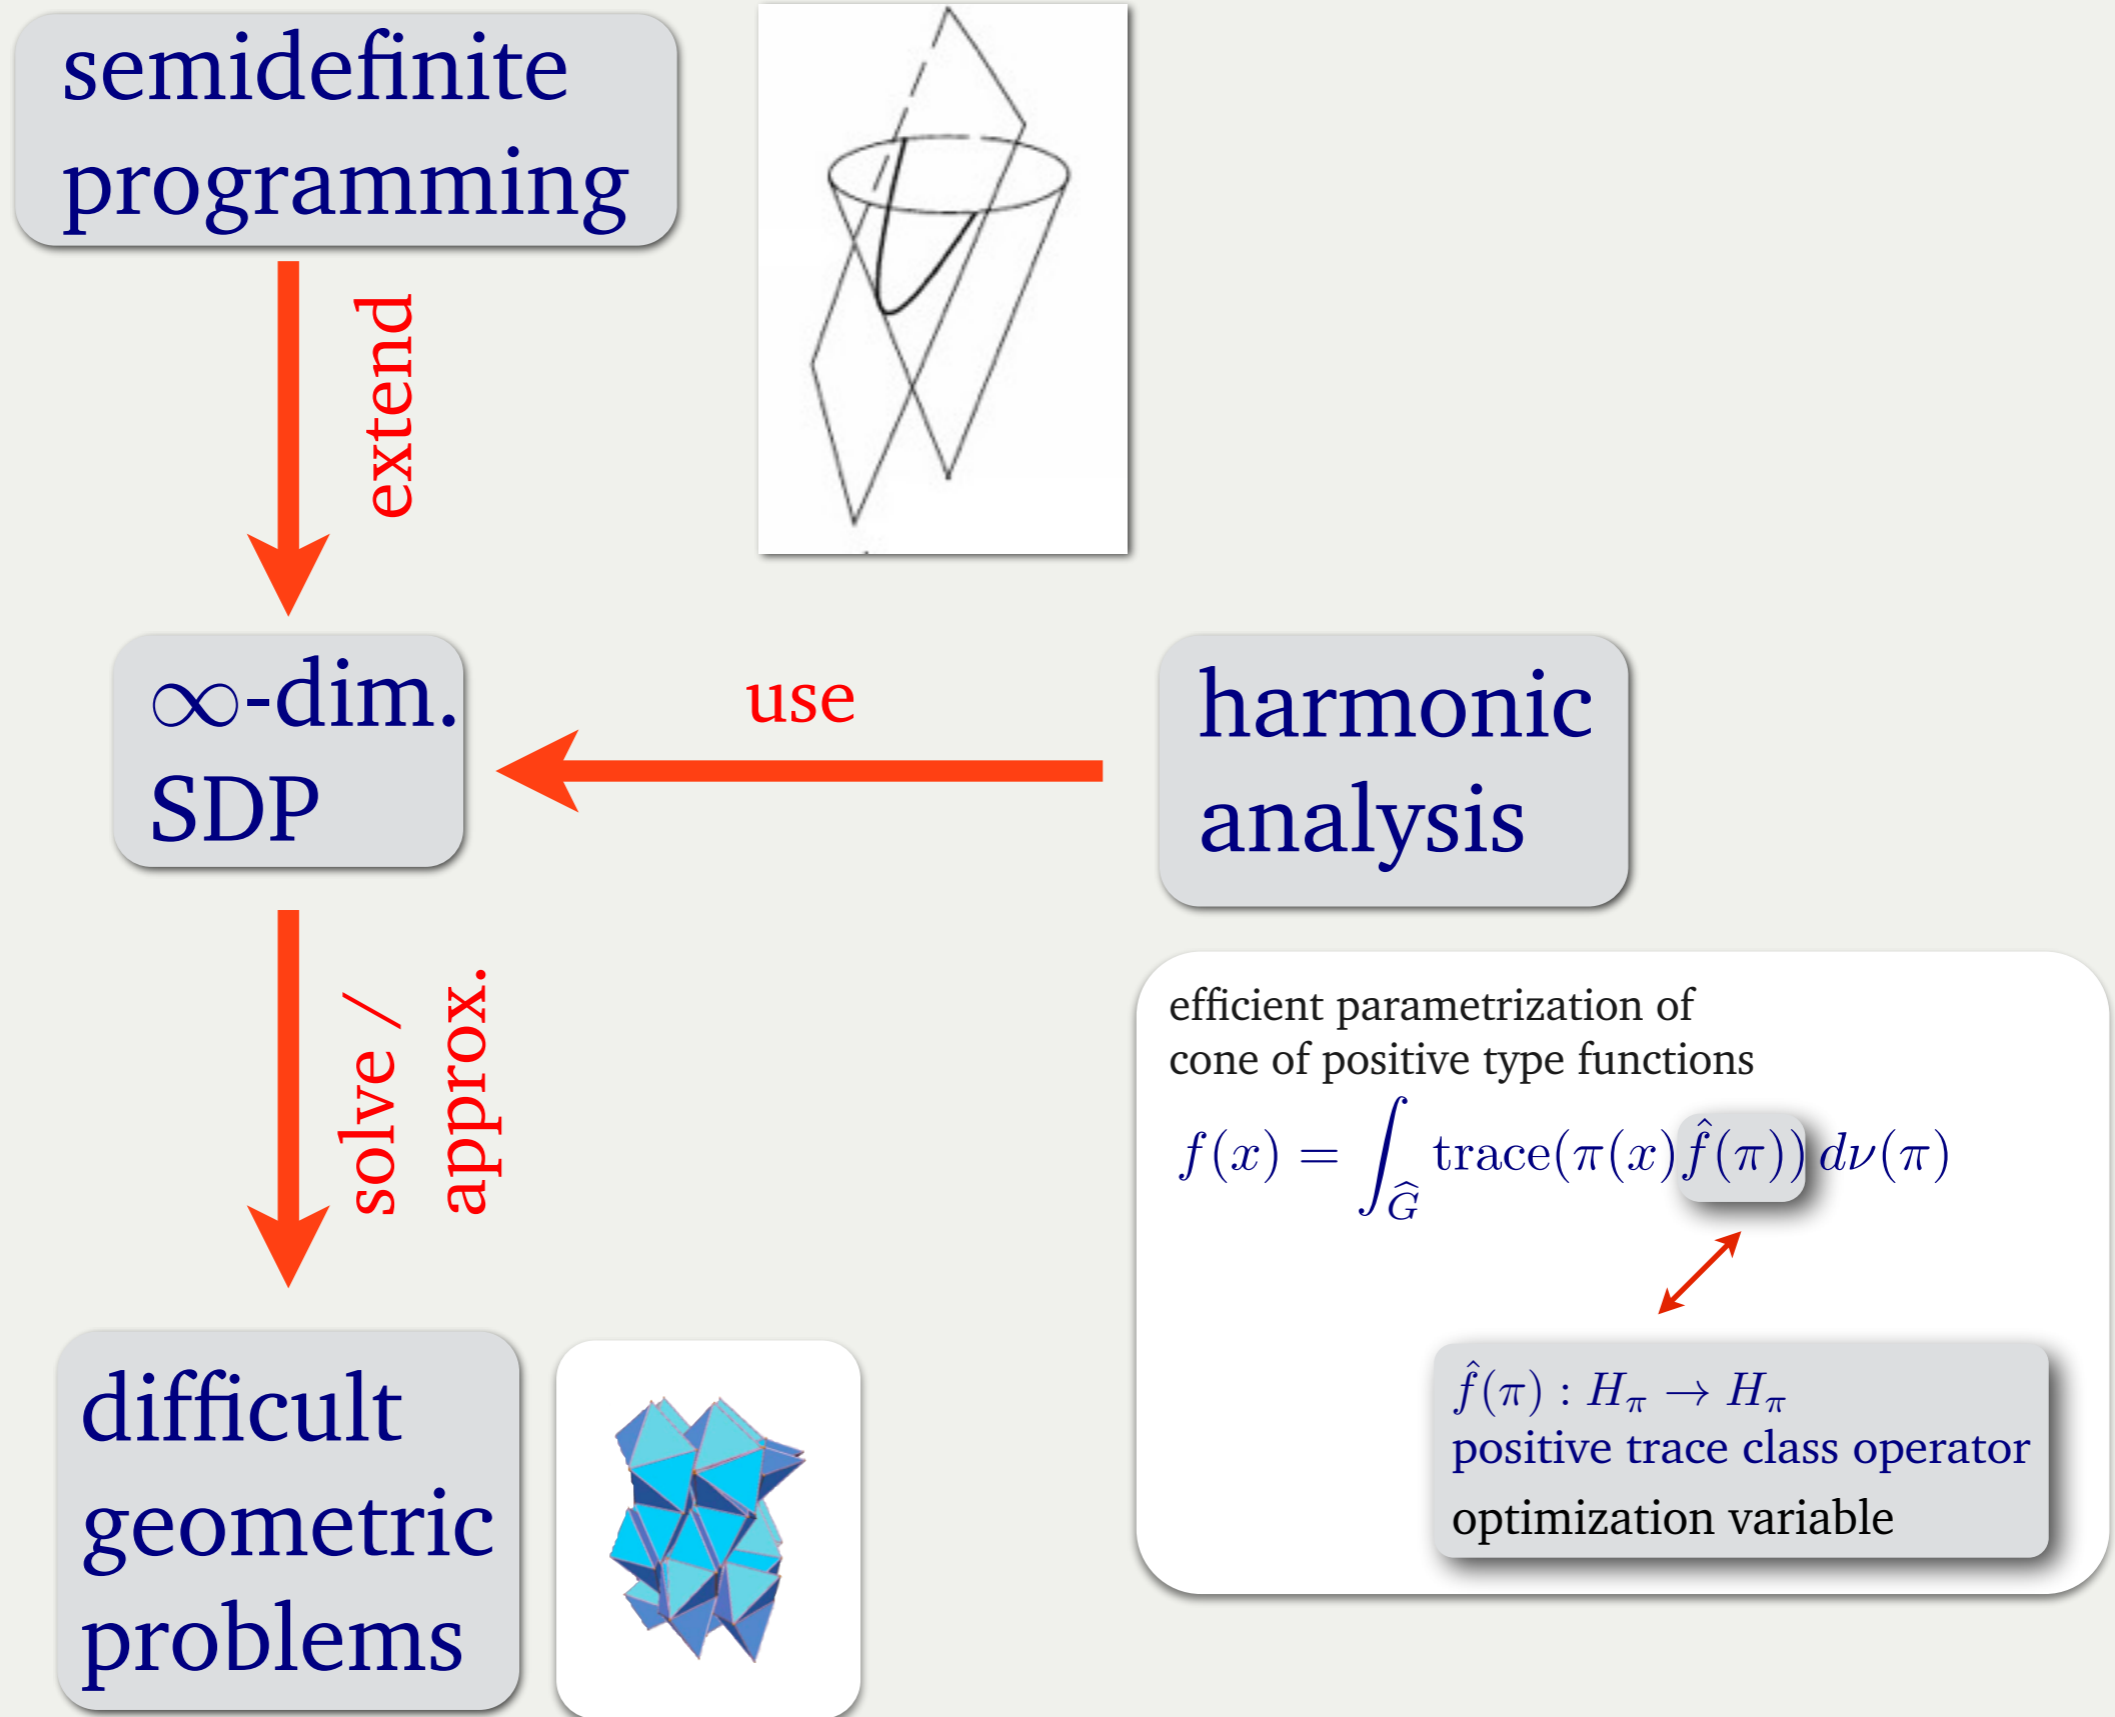 semidefinite
programming
extend
∞-dim.
SDP
use
harmonic
analysis
solve /
approx.
difficult
geometric
problems
efficient parametrization of
cone of positive type functions
f(x) = ∫_Ĝ trace(π(x)f̂(π)) dν(π)
f̂(π) : H_π → H_π
positive trace class operator
optimization variable